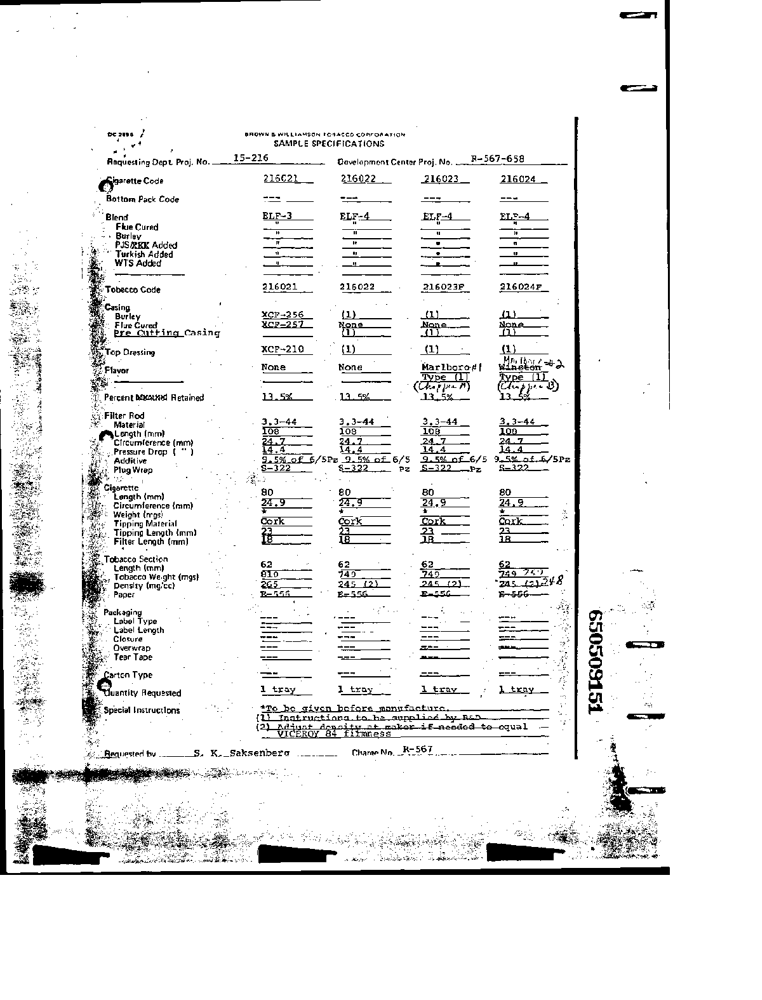 DC 2086
BROWN & WILLIAMSON TOBACCO CORPORATION
SAMPLE SPECIFICATIONS
Requesting Dept. Proj. No. 15-216 Development Center Proj. No. R-567-658
Cigarette Code 216021 216022 216023 216024
Bottom Pack Code --- --- --- ---
Blend ELF-3 ELF-4 ELF-4 ELF-4
Flue Cured " " " "
Burley " " " "
PJS Added " " " "
Turkish Added " " " "
WTS Added " " " "
Tobacco Code 216021 216022 216023F 216024F
Casing
Burley XCF-256 (1) (1) (1)
Flue Cured XCF-257 None None None
Pre Cutting Casing (1) (1) (1)
Top Dressing XCF-210 (1) (1) (1)
Flavor None None Marlboro #1 Winston #2
Type (1) Type (1)
Percent Retained 13.5% 13.5% 13.5% 13.5%
Filter Rod
Material 3.3-44 3.3-44 3.3-44 3.3-44
Length (mm) 108 108 108 108
Circumference (mm) 24.7 24.7 24.7 24.7
Pressure Drop ( " ) 14.4 14.4 14.4 14.4
Additive 9.5% of 6/5Pz 9.5% of 6/5 9.5% of 6/5 9.5% of 6/5Pz
Plug Wrap S-322 S-322 Pz S-322 Pz S-322
Cigarette
Length (mm) 80 80 80 80
Circumference (mm) 24.9 24.9 24.9 24.9
Weight (mgs) * * * *
Tipping Material Cork Cork Cork Cork
Tipping Length (mm) 23 23 23 23
Filter Length (mm) 18 18 18 18
Tobacco Section
Length (mm) 62 62 62 62
Tobacco Weight (mgs) 810 749 749 749
Density (mg/cc) 265 245 (2) 245 (2) 245 (2) 248
Paper E-556 E-556 E-556 E-556
Packaging
Label Type --- --- --- ---
Label Length --- --- --- ---
Closure --- --- --- ---
Overwrap --- --- --- ---
Tear Tape --- --- --- ---
Carton Type --- --- --- ---
Quantity Requested 1 tray 1 tray 1 tray 1 tray
Special Instructions *To be given before manufacture.
(1) Instructions to be supplied by R&D
(2) Adjust density at maker if needed to equal
VICEROY 84 firmness
Requested by S. K. Saksenberg Charge No. R-567
650509151